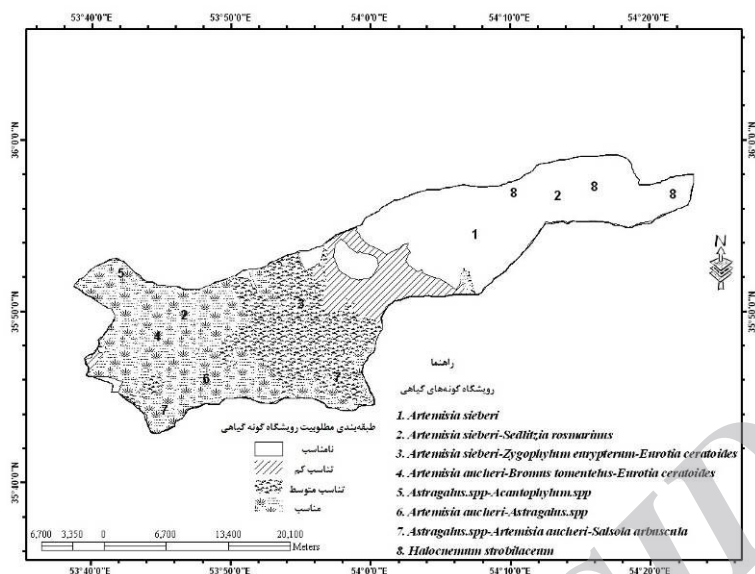 53°40'0"E 53°50'0"E 54°0'0"E 54°10'0"E 54°20'0"E
36°0'0"N
35°50'0"N
35°40'0"N
36°0'0"N
35°50'0"N
35°40'0"N
8
2
8
8
1
N
5
2
3
4
6
7
7
راهنما
رویشگاه گونه‌های گیاهی
1. Artemisia sieberi
2. Artemisia sieberi-Sedlitzia rosmarinus
3. Artemisia sieberi-Zygophylum eurypterum-Eurotia ceratoides
4. Artemisia aucheri-Bromus tomentelus-Eurotia ceratoides
5. Astragalus.spp-Acantophylum.spp
6. Artemisia aucheri-Astragalus.spp
7. Astragalus.spp-Artemisia aucheri-Salsola arbuscula
8. Halocnemum strobilaceum
طبقه‌بندی مطلوبیت رویشگاه گونه گیاهی
نامناسب
تناسب کم
تناسب متوسط
مناسب
6,700 3,350 0 6,700 13,400 20,100
Meters
53°40'0"E 53°50'0"E 54°0'0"E 54°10'0"E 54°20'0"E